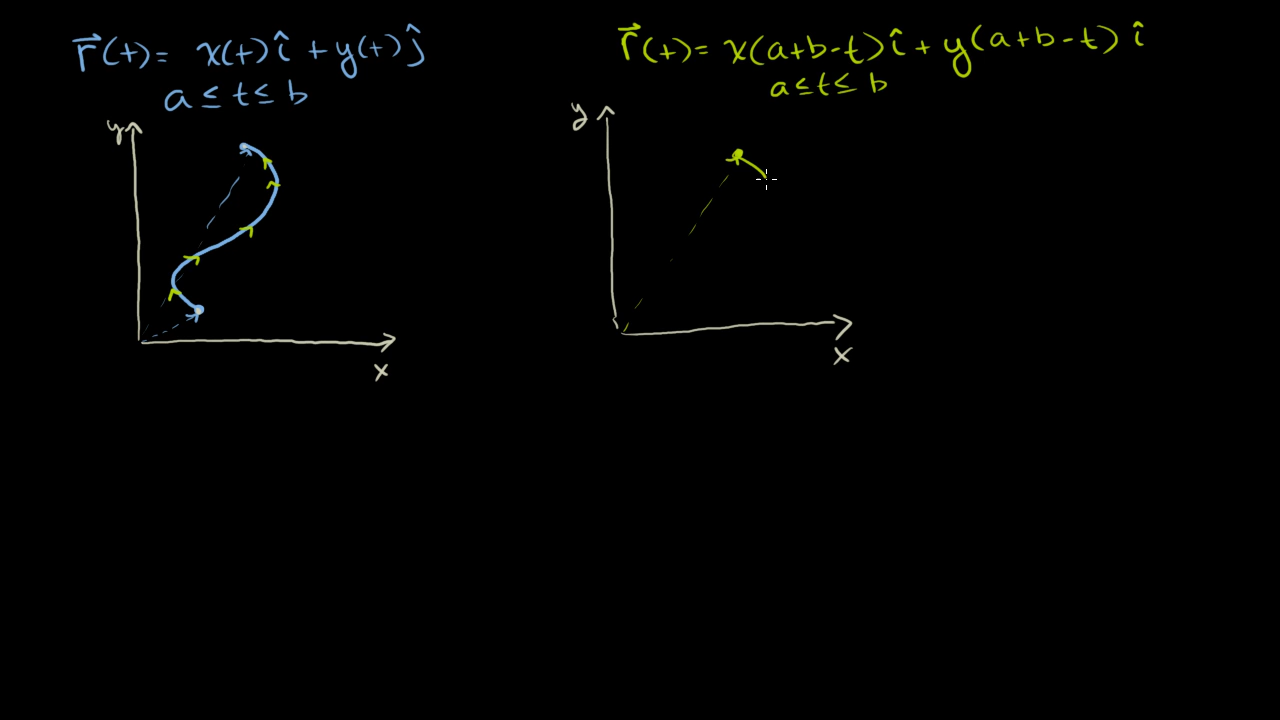 r⃗(t) = x(t)î + y(t)ĵ
a ≤ t ≤ b
y
x
r⃗(t) = x(a+b-t)î + y(a+b-t) î
a ≤ t ≤ b
y
x